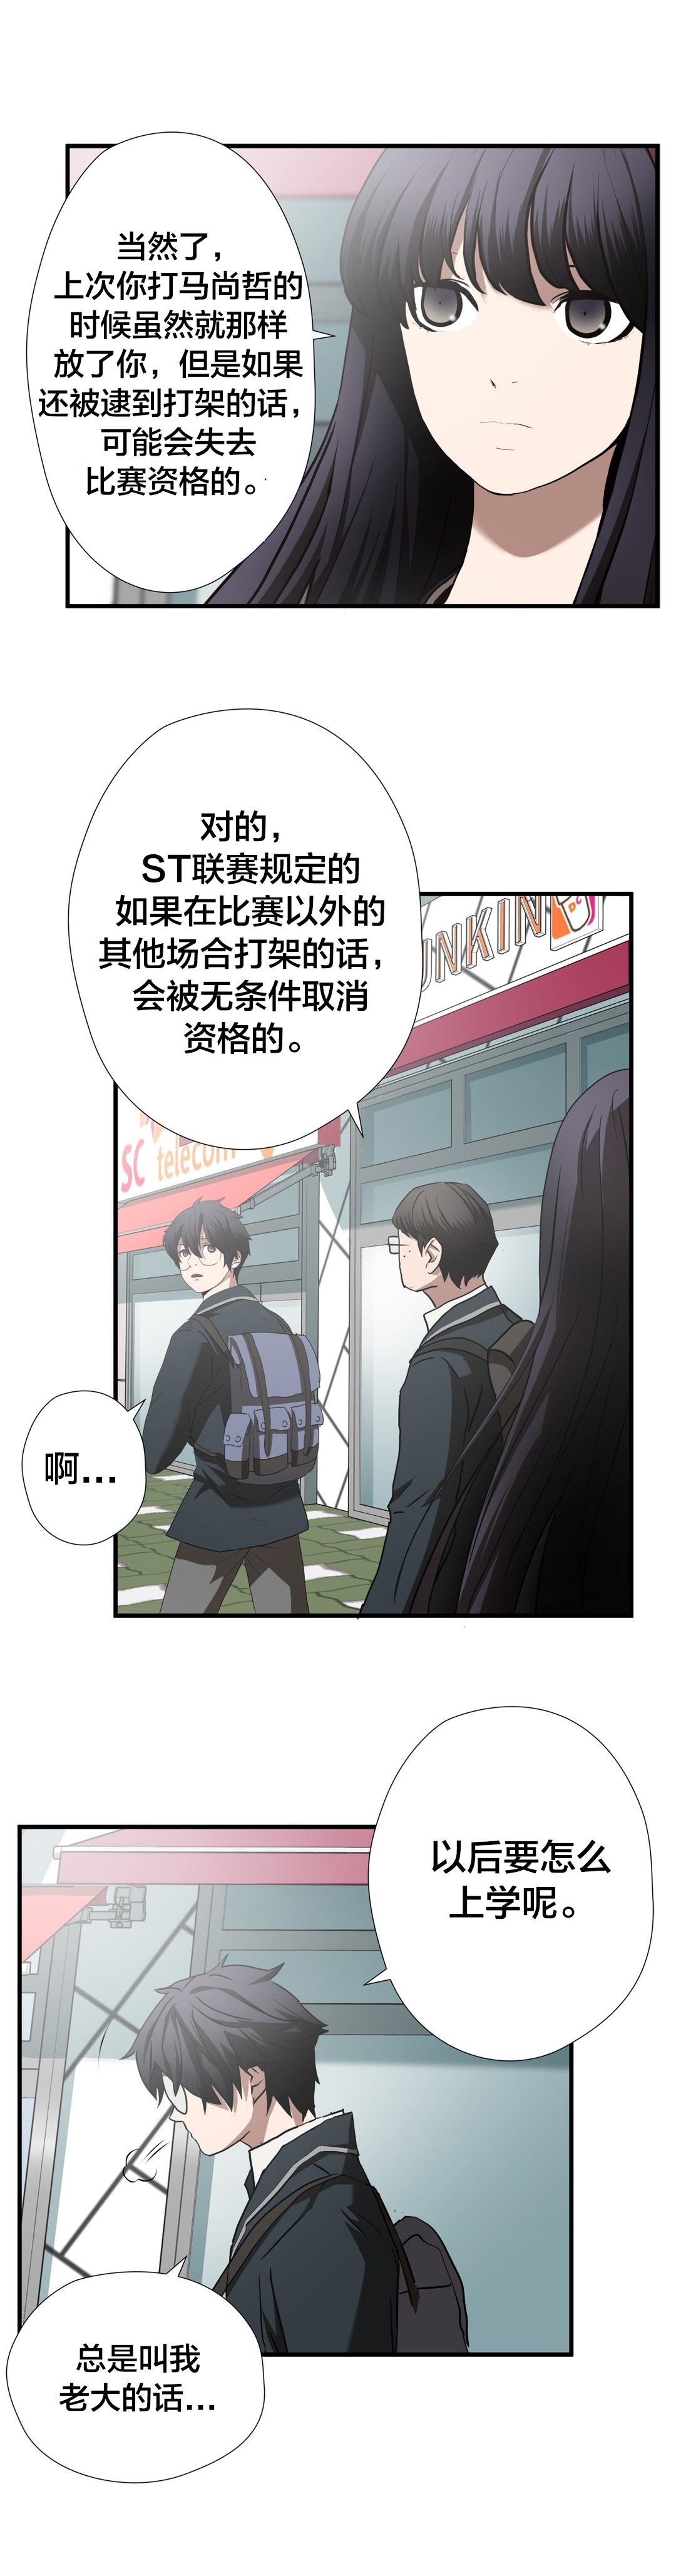 当然了，
上次你打马尚哲的
时候虽然就那样
放了你，但是如果
还被逮到打架的话，
可能会失去
比赛资格的。
对的，
ST联赛规定的
如果在比赛以外的
其他场合打架的话，
会被无条件取消
资格的。
UNKIN
SC telecom
啊...
以后要怎么
上学呢。
总是叫我
老大的话...